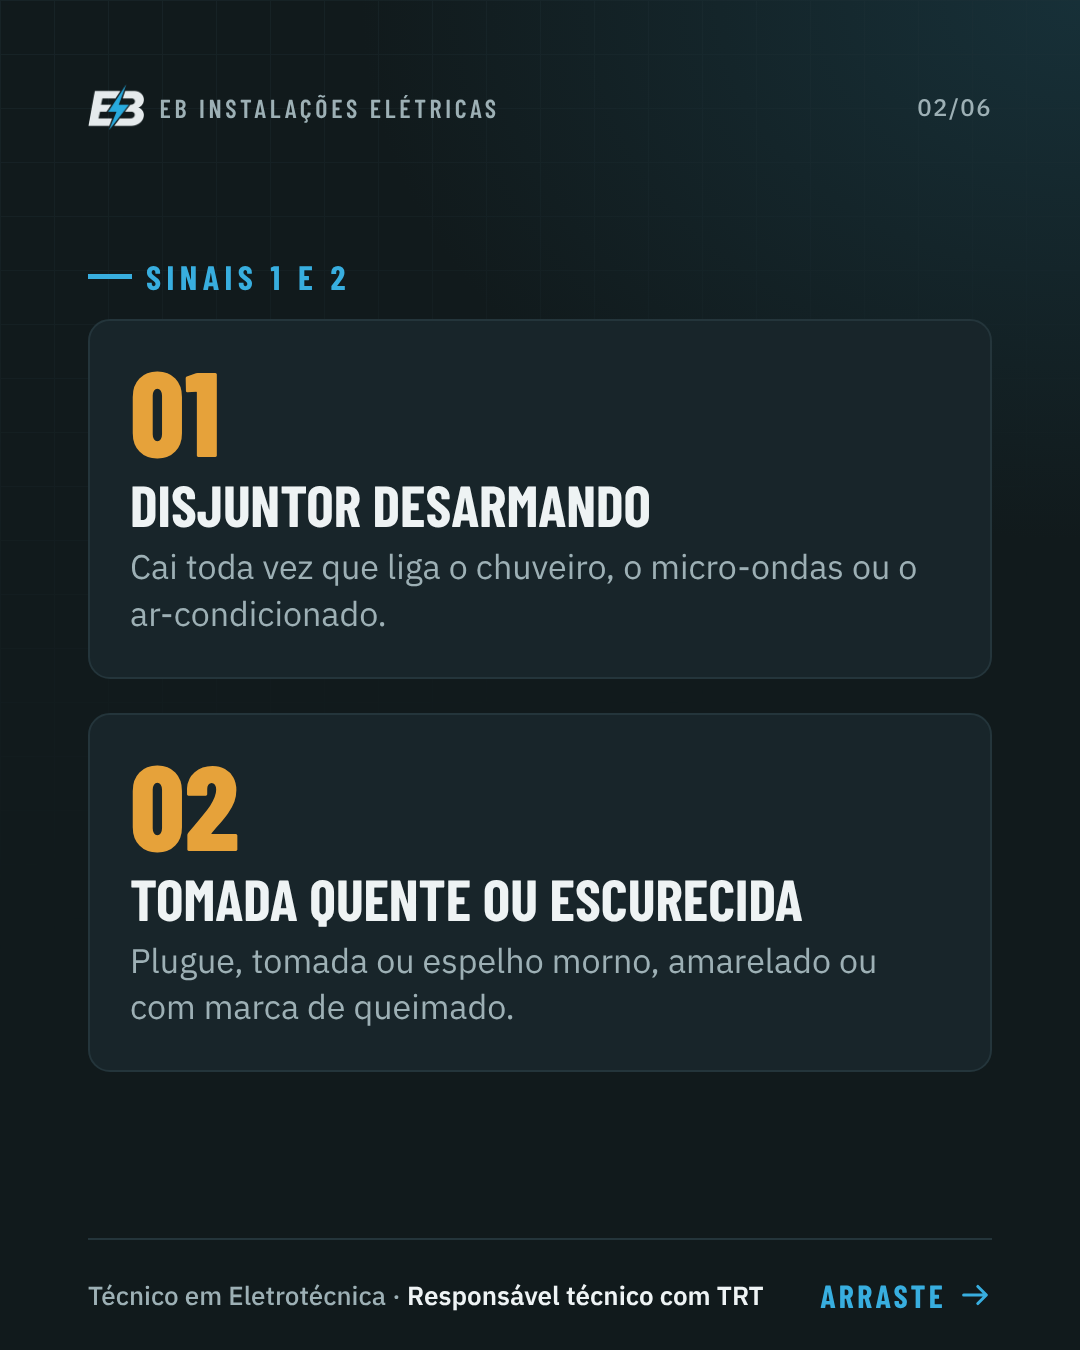 EB EB INSTALAÇÕES ELÉTRICAS
02/06
SINAIS 1 E 2
01
DISJUNTOR DESARMANDO
Cai toda vez que liga o chuveiro, o micro-ondas ou o
ar-condicionado.
02
TOMADA QUENTE OU ESCURECIDA
Plugue, tomada ou espelho morno, amarelado ou
com marca de queimado.
Técnico em Eletrotécnica · Responsável técnico com TRT
ARRASTE →